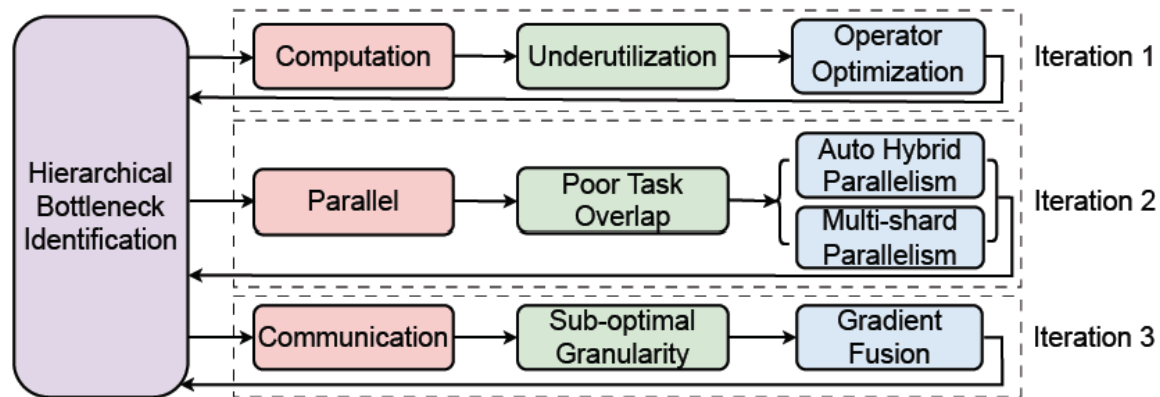 Hierarchical
Bottleneck
Identification
Computation
Underutilization
Operator
Optimization
Iteration 1
Parallel
Poor Task
Overlap
Auto Hybrid
Parallelism
Multi-shard
Parallelism
Iteration 2
Communication
Sub-optimal
Granularity
Gradient
Fusion
Iteration 3